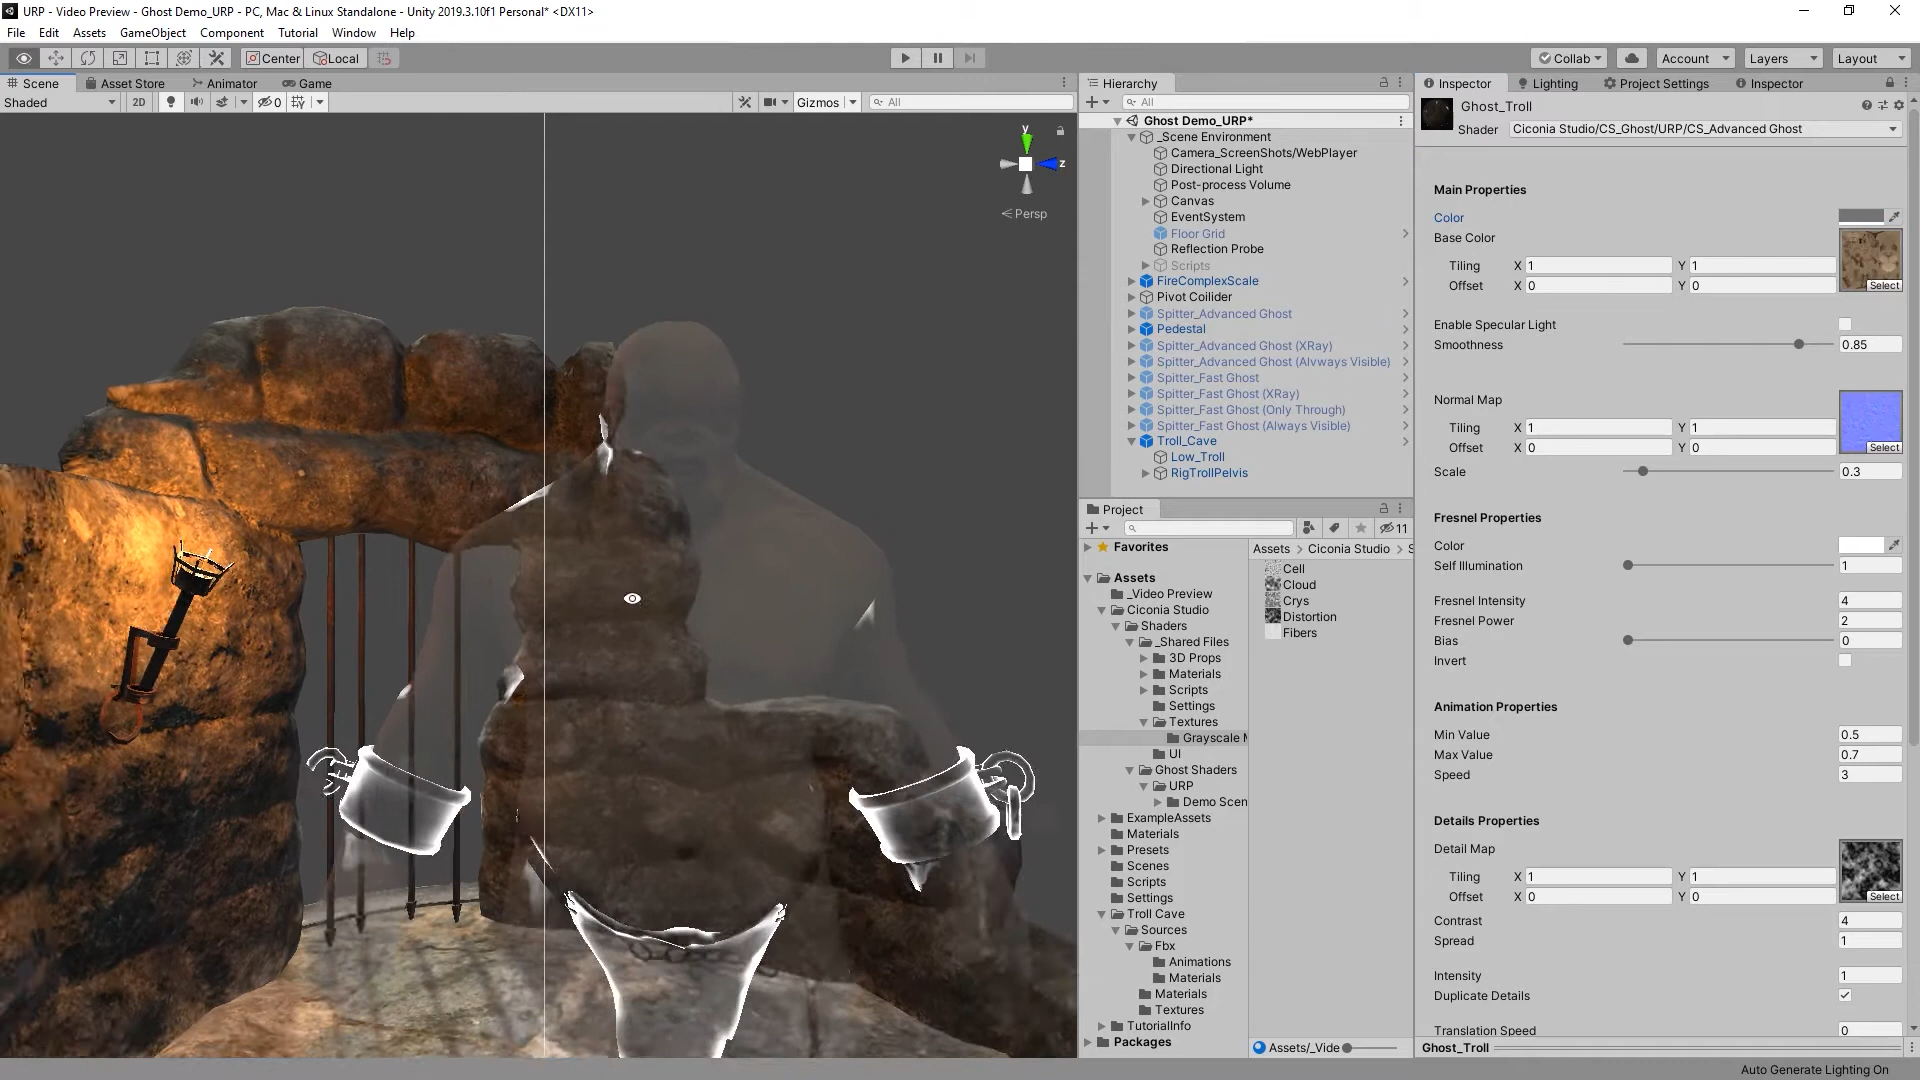 URP - Video Preview - Ghost Demo_URP - PC, Mac & Linux Standalone - Unity 2019.3.10f1 Personal* <DX11>
File Edit Assets GameObject Component Tutorial Window Help
Center Local Collab Account Layers Layout
Scene Asset Store Animator Game
Shaded 2D 0 Gizmos All
y
z
Persp
Hierarchy
All
Ghost Demo_URP*
_Scene Environment
Camera_ScreenShots/WebPlayer
Directional Light
Post-process Volume
Canvas
EventSystem
Floor Grid
Reflection Probe
Scripts
FireComplexScale
Pivot Coilider
Spitter_Advanced Ghost
Pedestal
Spitter_Advanced Ghost (XRay)
Spitter_Advanced Ghost (Alvways Visible)
Spitter_Fast Ghost
Spitter_Fast Ghost (XRay)
Spitter_Fast Ghost (Only Through)
Spitter_Fast Ghost (Always Visible)
Troll_Cave
Low_Troll
RigTrollPelvis
Project
11
Favorites
Assets
_Video Preview
Ciconia Studio
Shaders
_Shared Files
3D Props
Materials
Scripts
Settings
Textures
Grayscale M
UI
Ghost Shaders
URP
Demo Scen
ExampleAssets
Materials
Presets
Scenes
Scripts
Settings
Troll Cave
Sources
Fbx
Animations
Materials
Materials
Textures
TutorialInfo
Packages
Assets > Ciconia Studio > S
Cell
Cloud
Crys
Distortion
Fibers
Assets/_Vide
Inspector Lighting Project Settings Inspector
Ghost_Troll
Shader Ciconia Studio/CS_Ghost/URP/CS_Advanced Ghost
Main Properties
Color
Base Color
Tiling X 1 Y 1
Offset X 0 Y 0
Select
Enable Specular Light
Smoothness 0.85
Normal Map
Tiling X 1 Y 1
Offset X 0 Y 0
Select
Scale 0.3
Fresnel Properties
Color
Self Illumination 1
Fresnel Intensity 4
Fresnel Power 2
Bias 0
Invert
Animation Properties
Min Value 0.5
Max Value 0.7
Speed 3
Details Properties
Detail Map
Tiling X 1 Y 1
Offset X 0 Y 0
Select
Contrast 4
Spread 1
Intensity 1
Duplicate Details
Translation Speed 0
Ghost_Troll
Auto Generate Lighting On